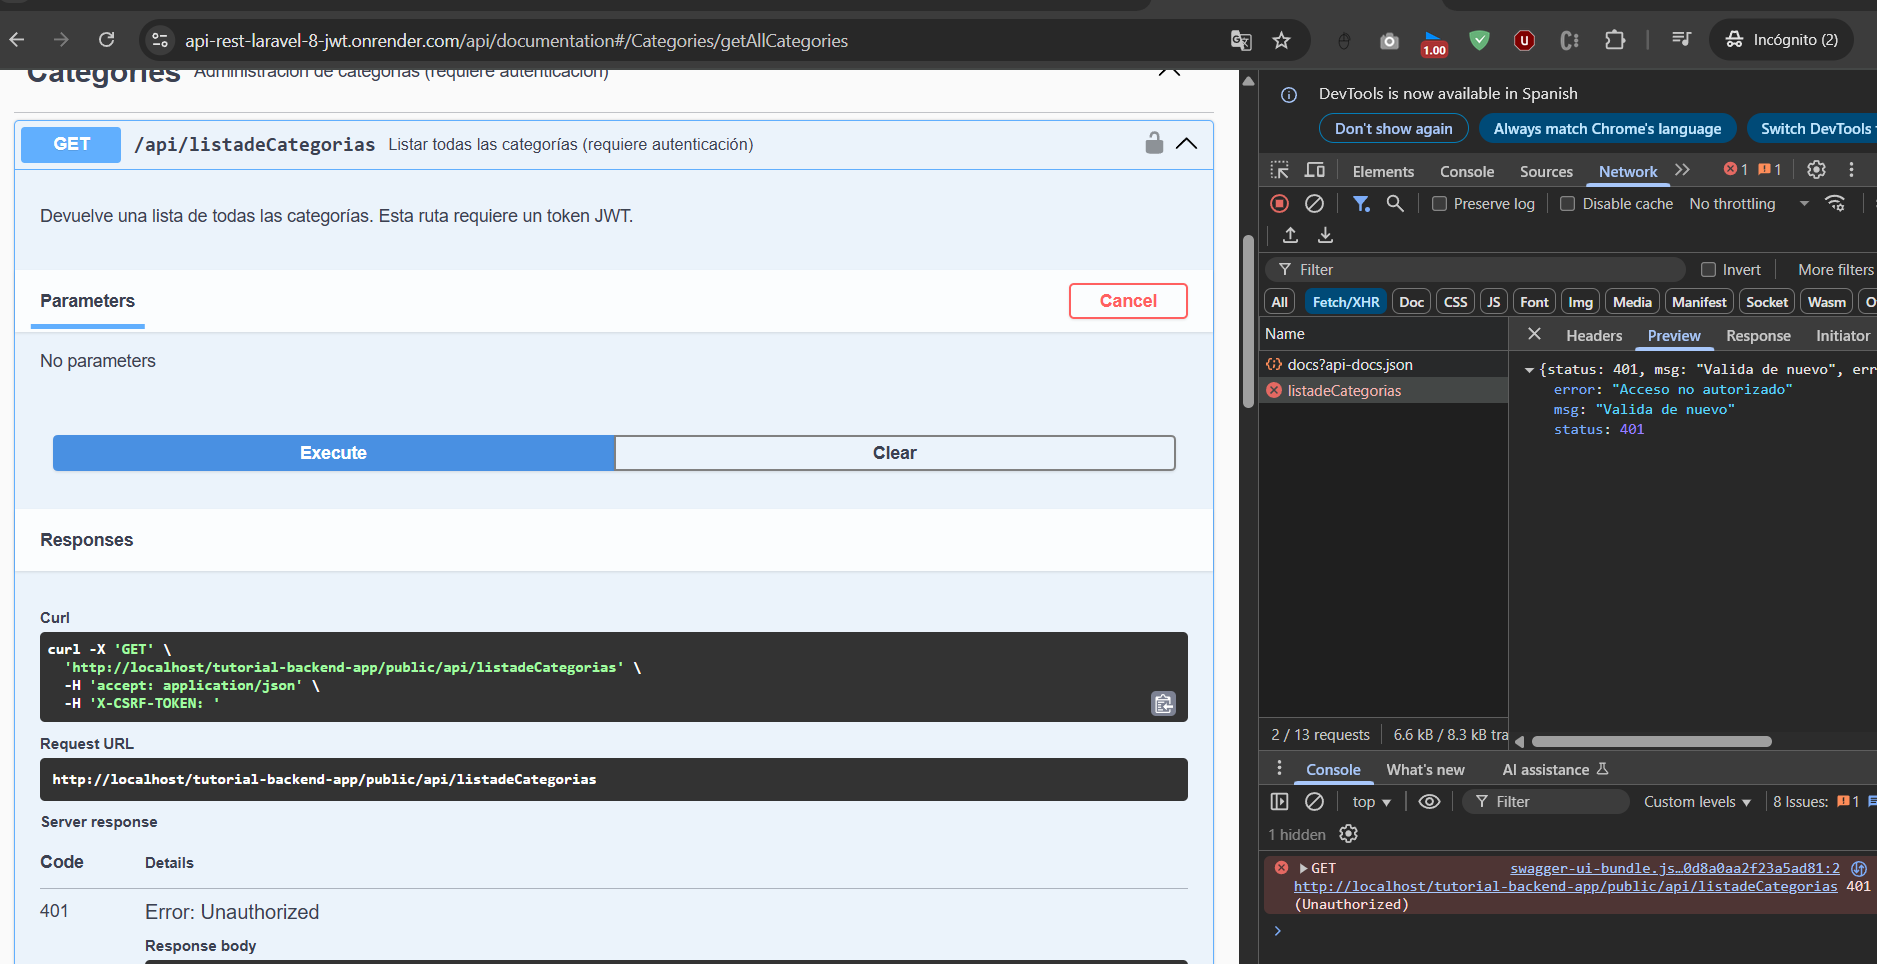 api-rest-laravel-8-jwt.onrender.com/api/documentation#/Categories/getAllCategories
1.00
Incógnito (2)
Categories Administración de categorías (requiere autenticación)
GET /api/listadeCategorias Listar todas las categorías (requiere autenticación)
Devuelve una lista de todas las categorías. Esta ruta requiere un token JWT.
Parameters
Cancel
No parameters
Execute
Clear
Responses
Curl
curl -X 'GET' \
'http://localhost/tutorial-backend-app/public/api/listadeCategorias' \
-H 'accept: application/json' \
-H 'X-CSRF-TOKEN: '
Request URL
http://localhost/tutorial-backend-app/public/api/listadeCategorias
Server response
Code Details
401 Error: Unauthorized
Response body
DevTools is now available in Spanish
Don't show again Always match Chrome's language Switch DevTools
Elements Console Sources Network 1 1
Preserve log Disable cache No throttling
Filter Invert More filters
All Fetch/XHR Doc CSS JS Font Img Media Manifest Socket Wasm O
Name
docs?api-docs.json
listadeCategorias
Headers Preview Response Initiator
{status: 401, msg: "Valida de nuevo", err
error: "Acceso no autorizado"
msg: "Valida de nuevo"
status: 401
2 / 13 requests 6.6 kB / 8.3 kB tra
Console What's new AI assistance
top Filter Custom levels 8 Issues: 1
1 hidden
GET swagger-ui-bundle.js…0d8a0aa2f23a5ad81:2
http://localhost/tutorial-backend-app/public/api/listadeCategorias 401
(Unauthorized)